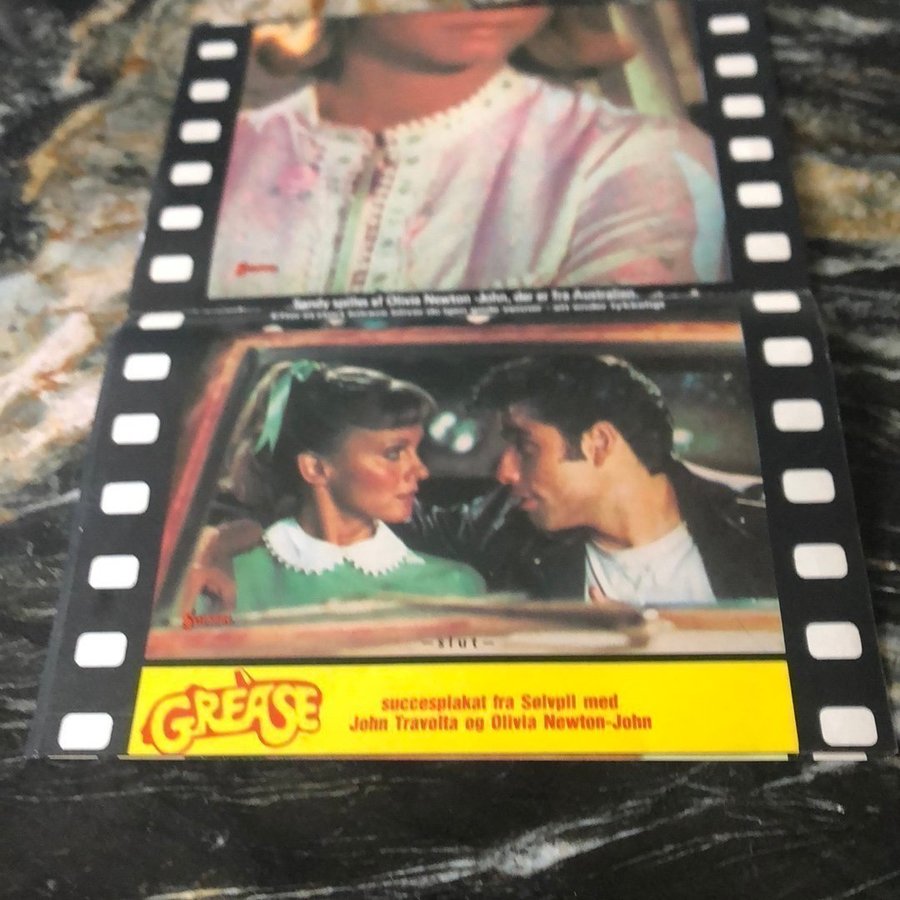 Sandy spilles af Olivia Newton-John, der er fra Australien.
slut
GREASE
succesplakat fra Sølvpil med
John Travolta og Olivia Newton-John